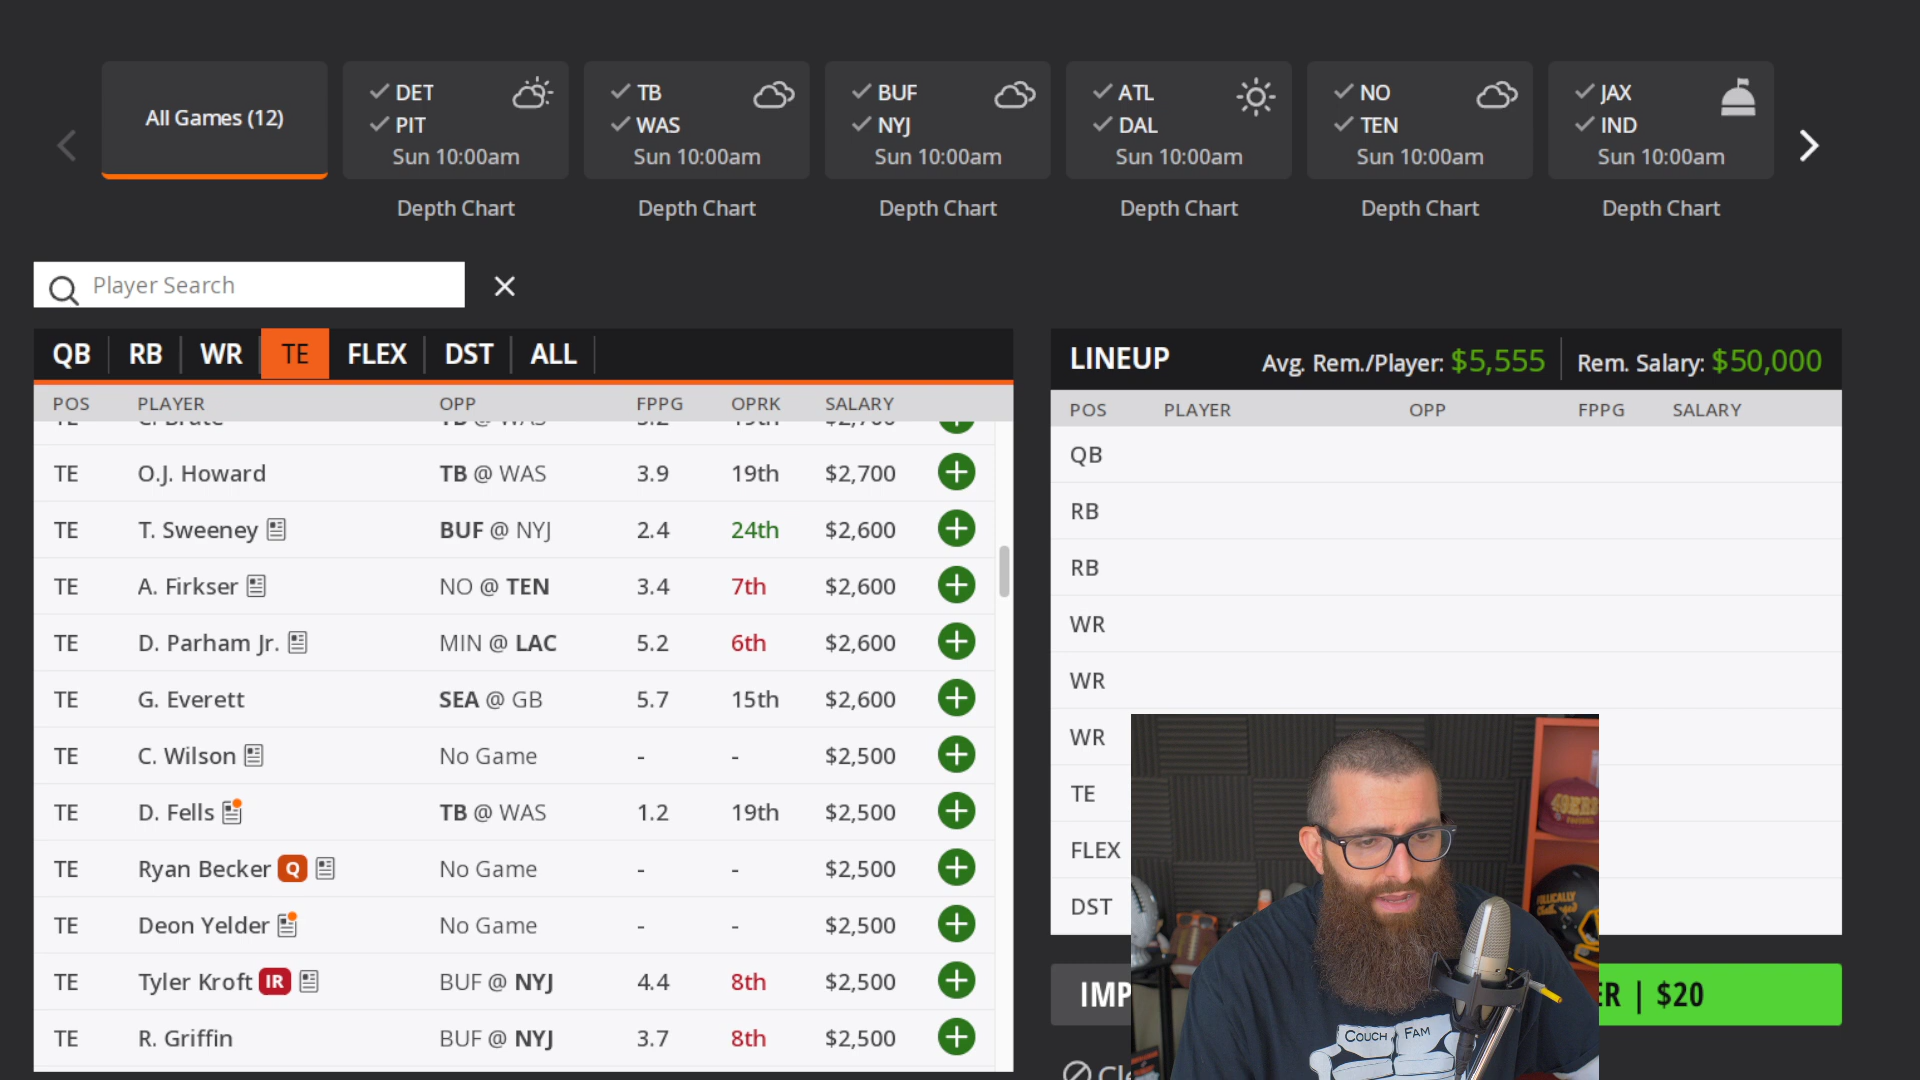 All Games (12)
DET
PIT
Sun 10:00am
Depth Chart
TB
WAS
Sun 10:00am
Depth Chart
BUF
NYJ
Sun 10:00am
Depth Chart
ATL
DAL
Sun 10:00am
Depth Chart
NO
TEN
Sun 10:00am
Depth Chart
JAX
IND
Sun 10:00am
Depth Chart
Player Search
QB RB WR TE FLEX DST ALL
POS PLAYER OPP FPPG OPRK SALARY
TE O.J. Howard TB @ WAS 3.9 19th $2,700
TE T. Sweeney BUF @ NYJ 2.4 24th $2,600
TE A. Firkser NO @ TEN 3.4 7th $2,600
TE D. Parham Jr. MIN @ LAC 5.2 6th $2,600
TE G. Everett SEA @ GB 5.7 15th $2,600
TE C. Wilson No Game - - $2,500
TE D. Fells TB @ WAS 1.2 19th $2,500
TE Ryan Becker Q No Game - - $2,500
TE Deon Yelder No Game - - $2,500
TE Tyler Kroft IR BUF @ NYJ 4.4 8th $2,500
TE R. Griffin BUF @ NYJ 3.7 8th $2,500
LINEUP Avg. Rem./Player: $5,555 Rem. Salary: $50,000
POS PLAYER OPP FPPG SALARY
QB
RB
RB
WR
WR
WR
TE
FLEX
DST
IMP
ER | $20
COUCH FAM
49ERS
FOOTBALL